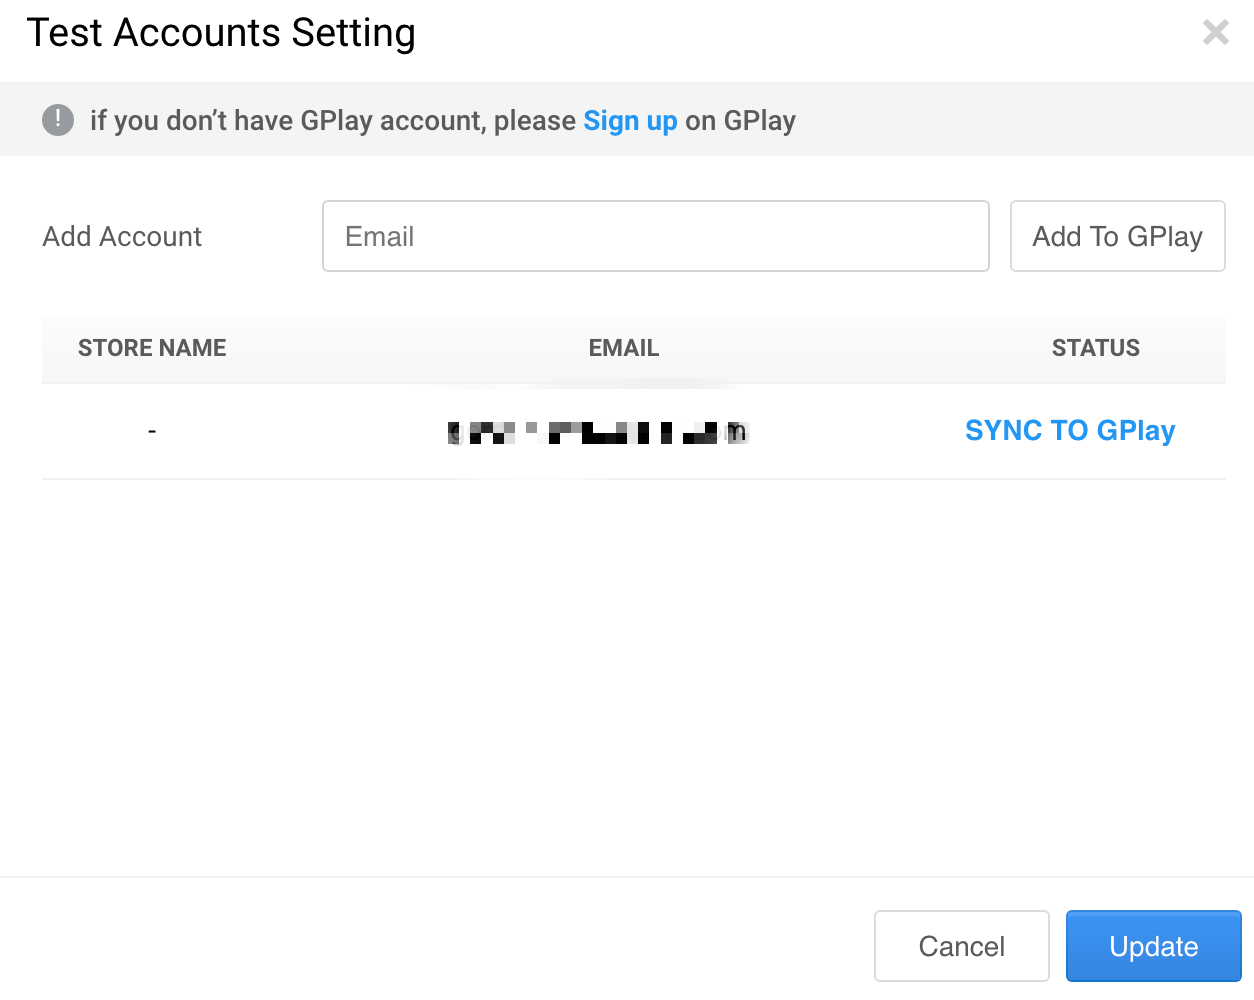 Test Accounts Setting
if you don’t have GPlay account, please Sign up on GPlay
Add Account
Email
Add To GPlay
STORE NAME EMAIL STATUS
- SYNC TO GPlay
Cancel
Update